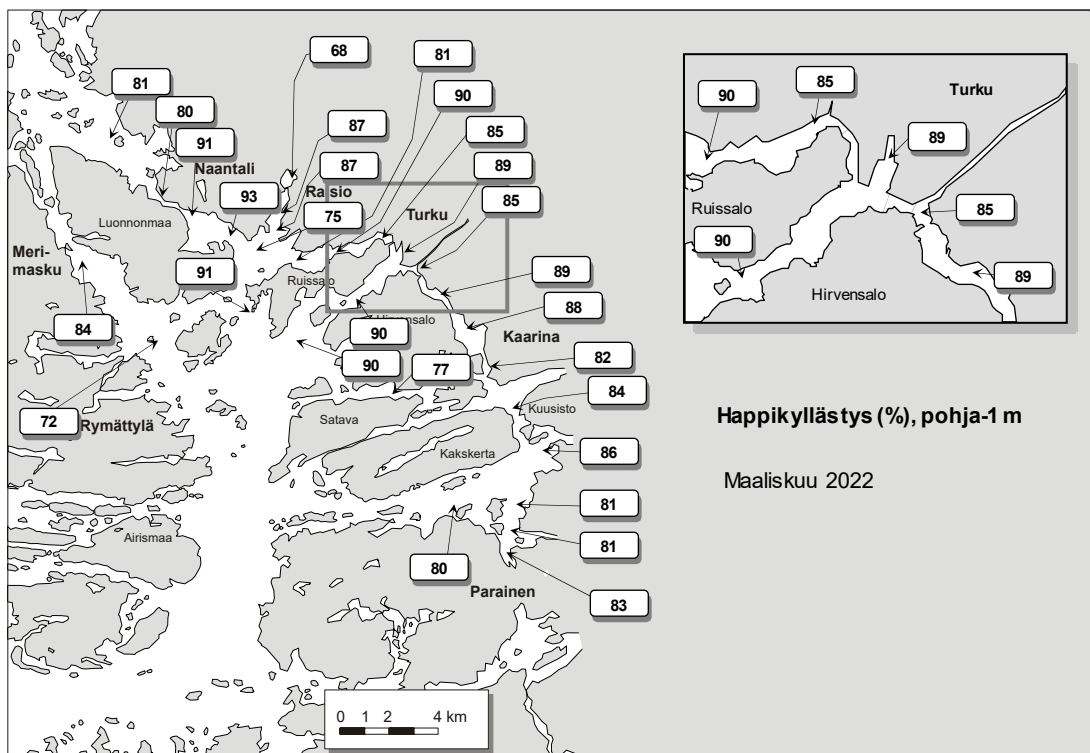 68
81
81
80
90
91
87
85
Naantali
87
89
93
Raisio
75
85
Turku
Luonnonmaa
Meri-
masku
91
Ruissalo
89
84
Hirvensalo
88
90
Kaarina
90
77
82
72
Rymättylä
Satava
84
Kuusisto
Kakskerta
86
81
Airismaa
81
80
Parainen
83
0 1 2 4 km
85
90
Turku
89
Ruissalo
85
90
89
Hirvensalo
Happikyllästys (%), pohja-1 m
Maaliskuu 2022